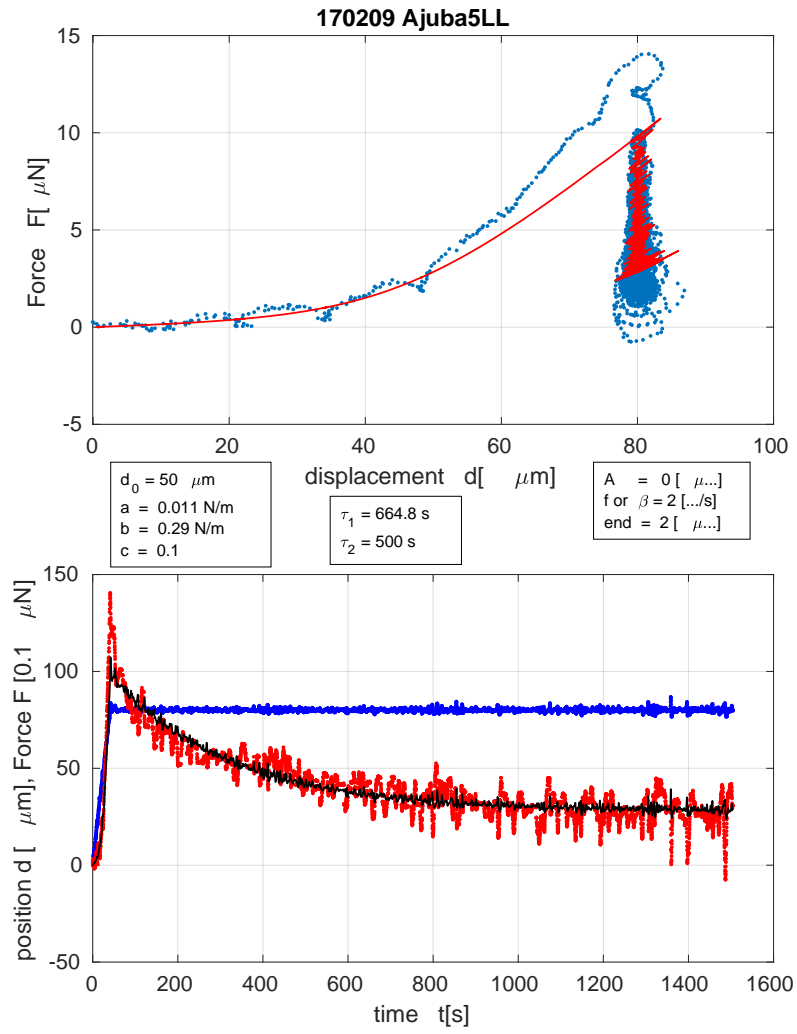 170209 Ajuba5LL
15
10
5
0
-5
Force F[ μN]
0 20 40 60 80 100
displacement d[ μm]
d0 = 50 μm
a = 0.011 N/m
b = 0.29 N/m
c = 0.1
τ1 = 664.8 s
τ2 = 500 s
A = 0 [ μ...]
for β = 2 [.../s]
end = 2 [ μ...]
150
100
50
0
-50
position d [ μm], Force F [0.1 μN]
0 200 400 600 800 1000 1200 1400 1600
time t[s]